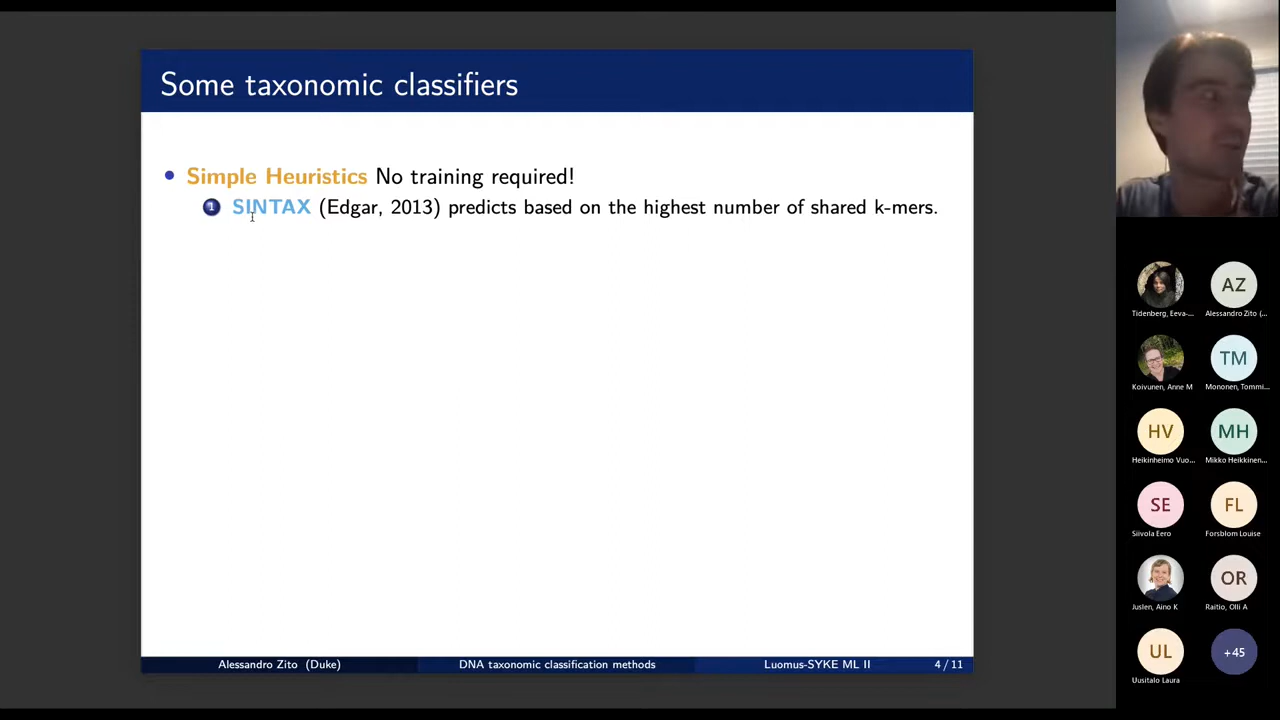 Some taxonomic classifiers
Simple Heuristics No training required!
1 SINTAX (Edgar, 2013) predicts based on the highest number of shared k-mers.
Alessandro Zito (Duke)
DNA taxonomic classification methods
Luomus-SYKE ML II
4 / 11
AZ
Tidenberg, Eeva-...
Alessandro Zito (...
TM
Koivunen, Anne M
Mononen, Tommi...
HV
MH
Heikinheimo Vuo...
Mikko Heikkinen...
SE
FL
Siivola Eero
Forsblom Louise
OR
Juslen, Aino K
Raitio, Olli A
UL
+45
Uusitalo Laura